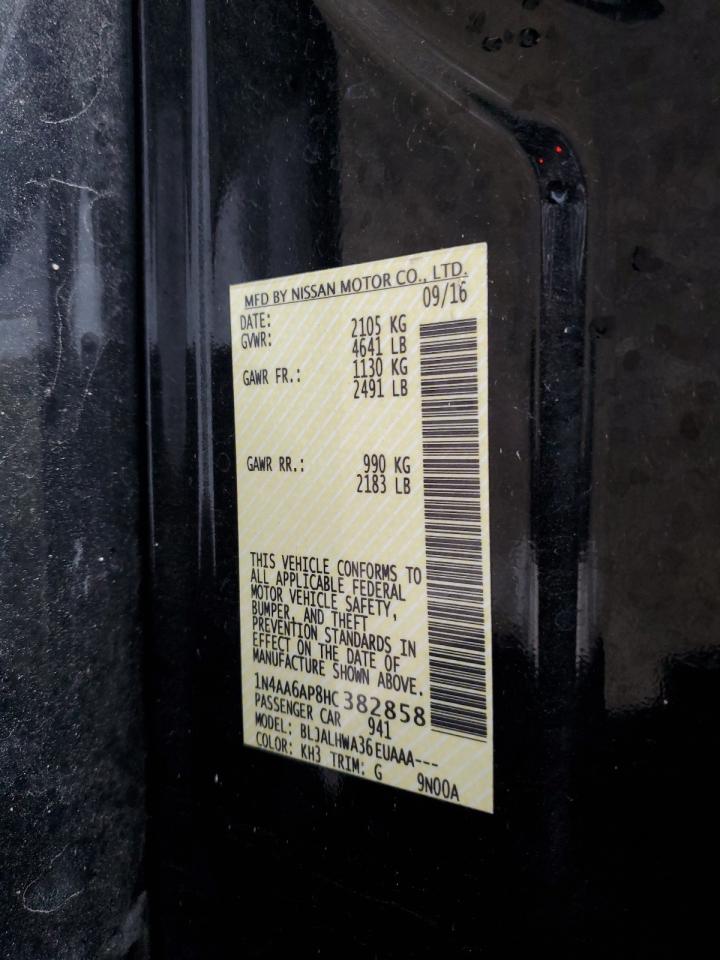 MFD BY NISSAN MOTOR CO., LTD.
DATE: 09/16
GVWR: 2105 KG
4641 LB
GAWR FR.: 1130 KG
2491 LB
GAWR RR.: 990 KG
2183 LB
THIS VEHICLE CONFORMS TO
ALL APPLICABLE FEDERAL
MOTOR VEHICLE SAFETY,
BUMPER, AND THEFT
PREVENTION STANDARDS IN
EFFECT ON THE DATE OF
MANUFACTURE SHOWN ABOVE.
1N4AA6AP8HC382858
PASSENGER CAR 941
MODEL: BLJALHWA36EUAAA---
COLOR: KH3 TRIM: G 9N00A